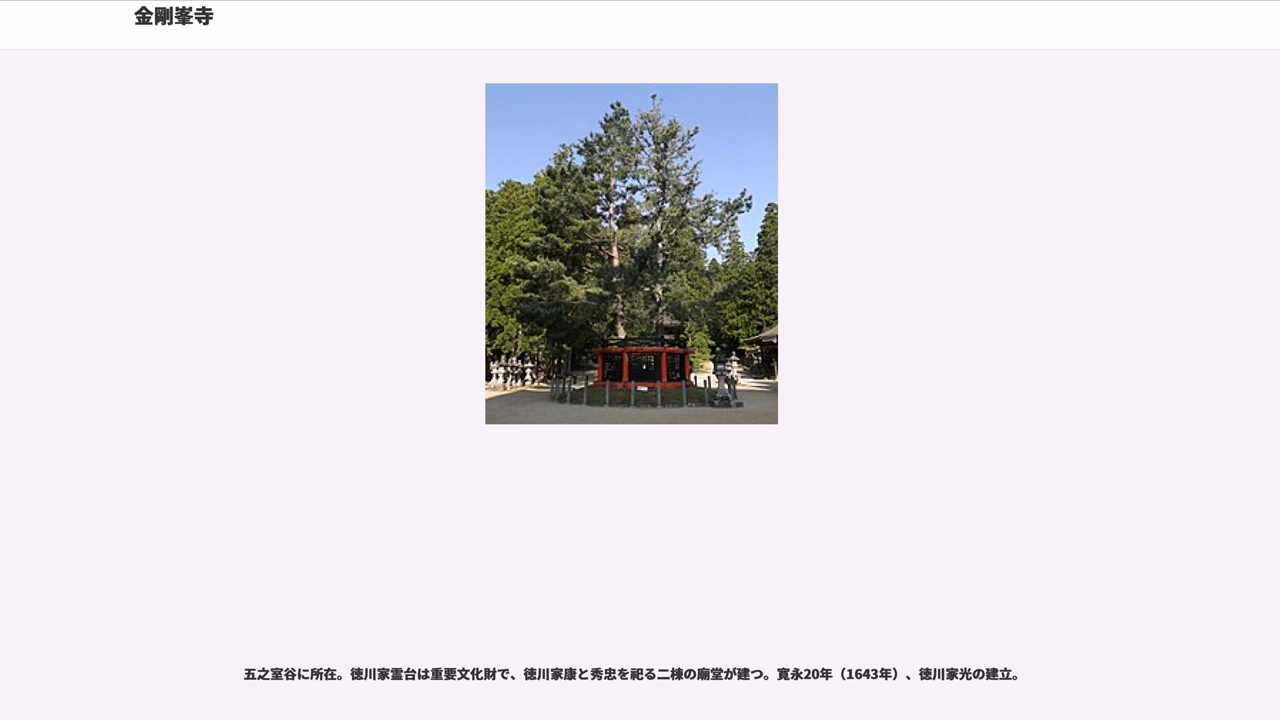 金剛峯寺
五之室谷に所在。徳川家霊台は重要文化財で、徳川家康と秀忠を祀る二棟の廟堂が建つ。寛永20年（1643年）、徳川家光の建立。